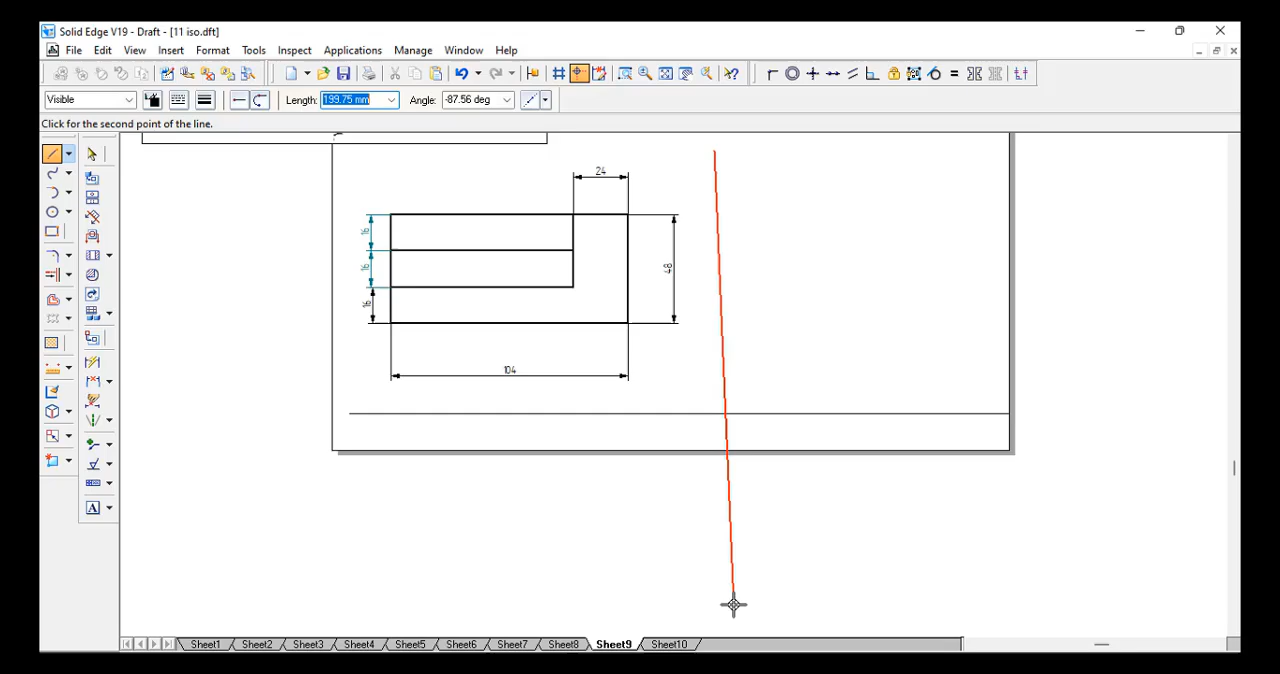 Solid Edge V19 - Draft - [11 iso.dft]
File Edit View Insert Format Tools Inspect Applications Manage Window Help
Visible Length: 199.75 mm Angle: -87.56 deg
Click for the second point of the line.
24
16
16
48
16
104
A
Sheet1 Sheet2 Sheet3 Sheet4 Sheet5 Sheet6 Sheet7 Sheet8 Sheet9 Sheet10